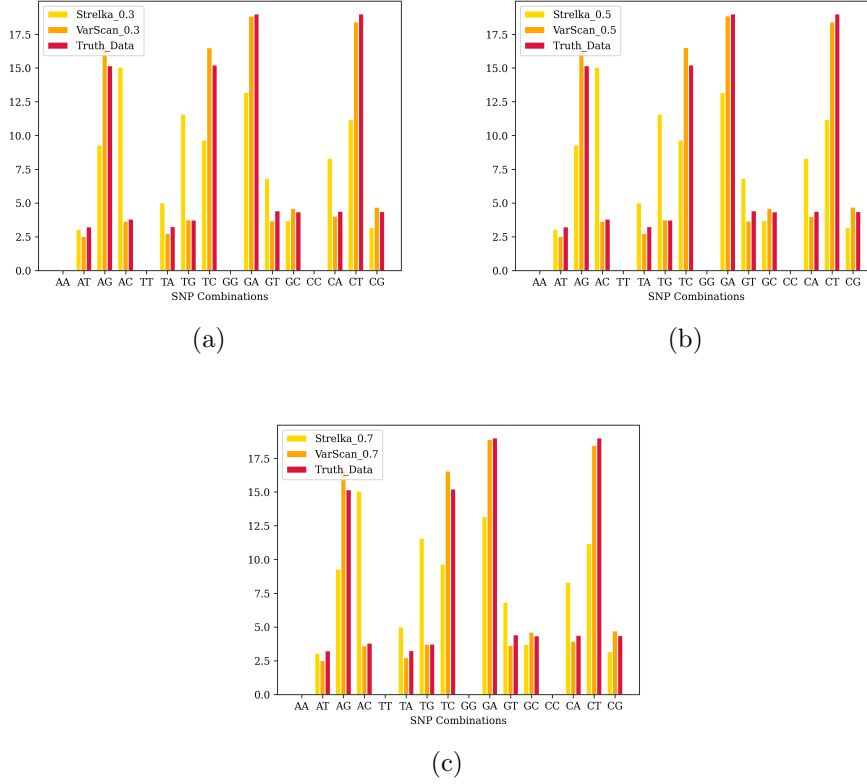 Strelka_0.3
VarScan_0.3
Truth_Data
17.5
15.0
12.5
10.0
7.5
5.0
2.5
0.0
AA AT AG AC TT TA TG TC GG GA GT GC CC CA CT CG
SNP Combinations
(a)
Strelka_0.5
VarScan_0.5
Truth_Data
17.5
15.0
12.5
10.0
7.5
5.0
2.5
0.0
AA AT AG AC TT TA TG TC GG GA GT GC CC CA CT CG
SNP Combinations
(b)
Strelka_0.7
VarScan_0.7
Truth_Data
17.5
15.0
12.5
10.0
7.5
5.0
2.5
0.0
AA AT AG AC TT TA TG TC GG GA GT GC CC CA CT CG
SNP Combinations
(c)